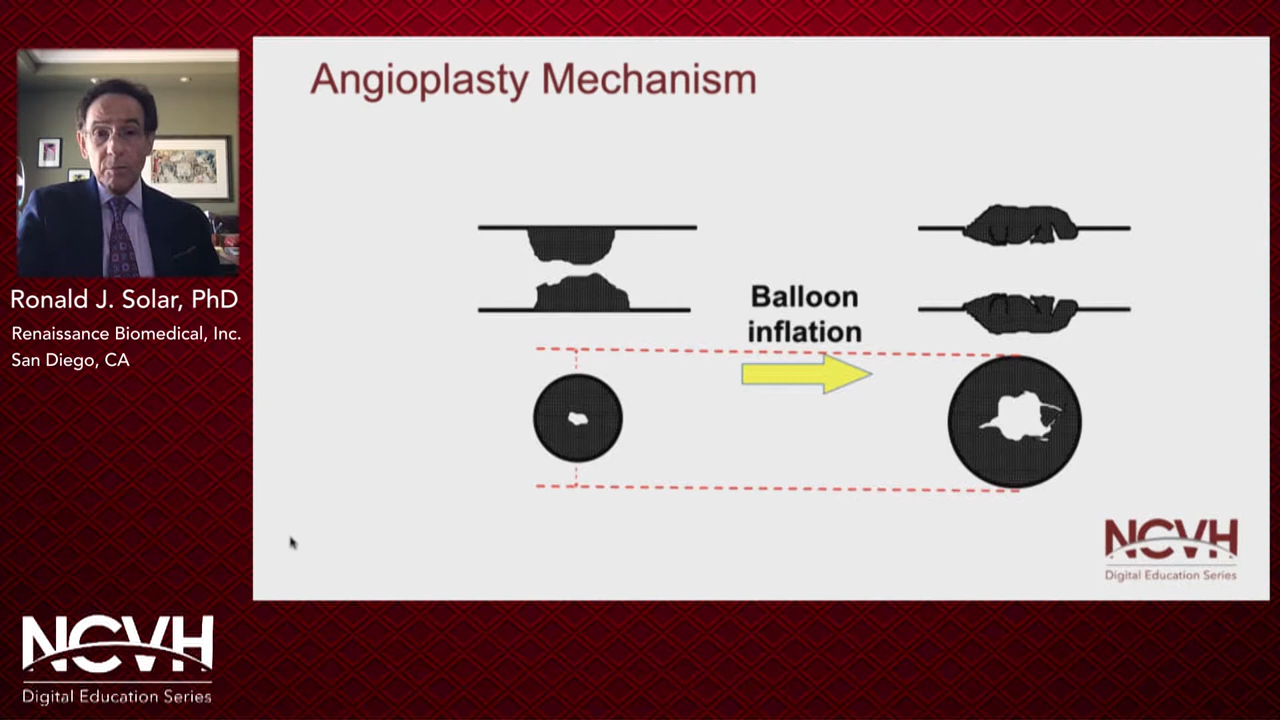 Angioplasty Mechanism
Ronald J. Solar, PhD
Renaissance Biomedical, Inc.
San Diego, CA
Balloon
inflation
NCVH
Digital Education Series
NCVH
Digital Education Series